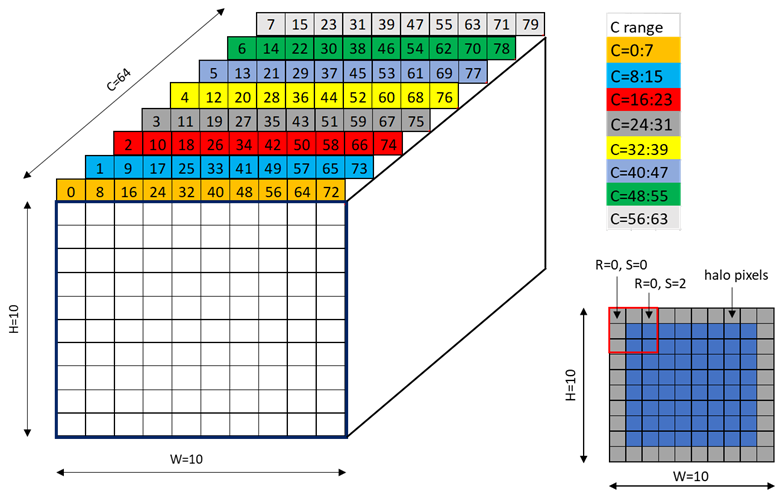 7 15 23 31 39 47 55 63 71 79
6 14 22 30 38 46 54 62 70 78
5 13 21 29 37 45 53 61 69 77
4 12 20 28 36 44 52 60 68 76
3 11 19 27 35 43 51 59 67 75
2 10 18 26 34 42 50 58 66 74
1 9 17 25 33 41 49 57 65 73
0 8 16 24 32 40 48 56 64 72
C=64
H=10
W=10
C range
C=0:7
C=8:15
C=16:23
C=24:31
C=32:39
C=40:47
C=48:55
C=56:63
R=0, S=0
R=0, S=2
halo pixels
H=10
W=10